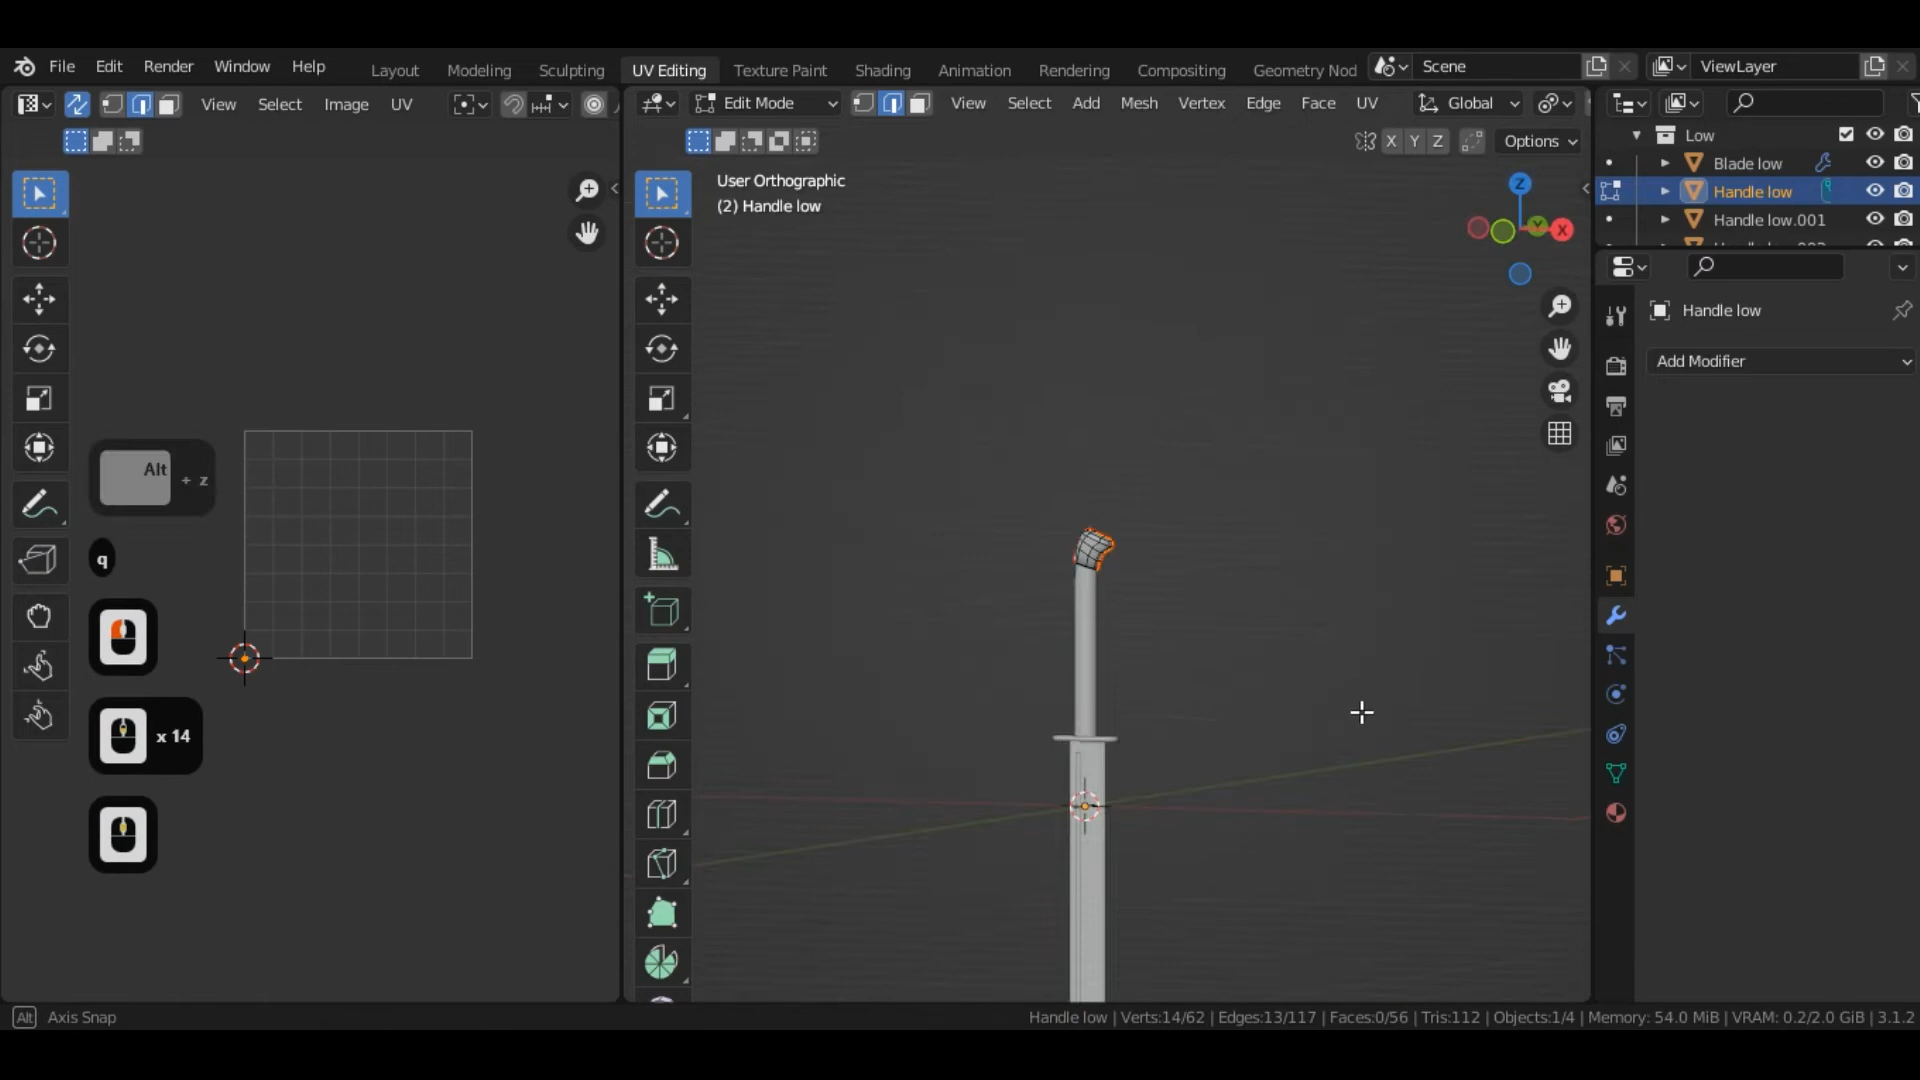 File Edit Render Window Help Layout Modeling Sculpting UV Editing Texture Paint Shading Animation Rendering Compositing Geometry Nod Scene ViewLayer
View Select Image UV Edit Mode View Select Add Mesh Vertex Edge Face UV Global
Low
X Y Z Options
Blade low
User Orthographic
(2) Handle low
Handle low
Handle low.001
Z
Y
X
Handle low
Add Modifier
Alt + z
q
x 14
Alt Axis Snap
Handle low | Verts:14/62 | Edges:13/117 | Faces:0/56 | Tris:112 | Objects:1/4 | Memory: 54.0 MiB | VRAM: 0.2/2.0 GiB | 3.1.2